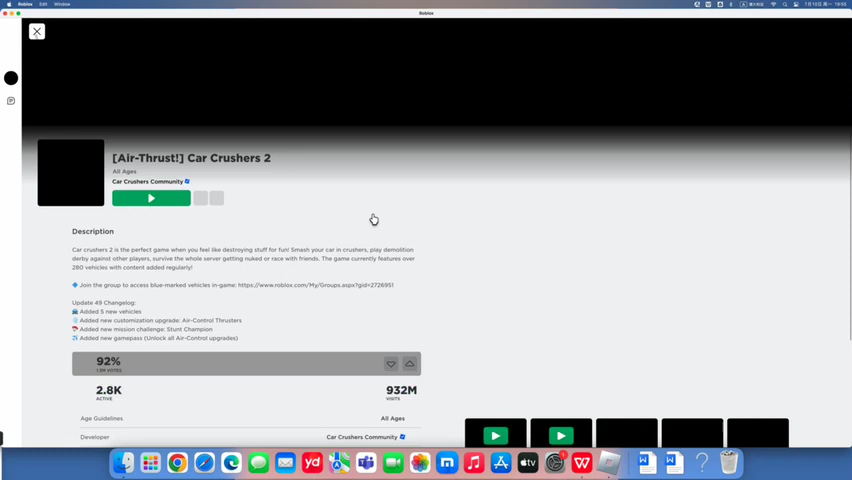 Roblox Edit Window
Roblox
[Air-Thrust!] Car Crushers 2
All Ages
Car Crushers Community
Description
Car crushers 2 is the perfect game when you feel like destroying stuff for fun! Smash your car in crushers, play demolition
derby against other players, survive the whole server getting nuked or race with friends. The game currently features over
280 vehicles with content added regularly!
Join the group to access blue-marked vehicles in-game: https://www.roblox.com/My/Groups.aspx?gid=2726951
Update 49 Changelog:
Added 5 new vehicles
Added new customization upgrade: Air-Control Thrusters
Added new mission challenge: Stunt Champion
Added new gamepass (Unlock all Air-Control upgrades)
92%
2.8K
ACTIVE
932M
VISITS
Age Guidelines All Ages
Developer Car Crushers Community
yd
tv